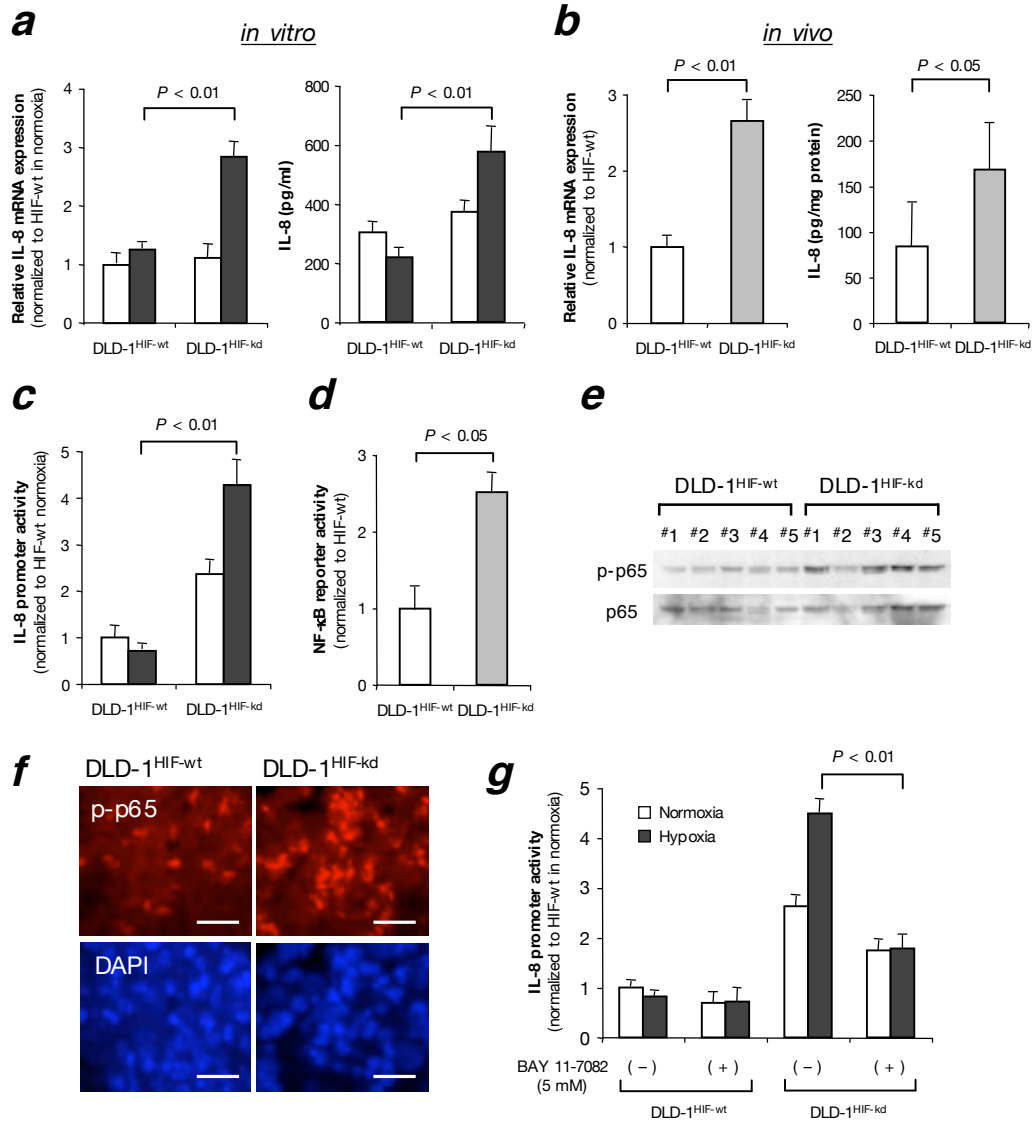 a
in vitro
Relative IL-8 mRNA expression
(normalized to HIF-wt in normoxia)
4
3
2
1
0
P < 0.01
DLD-1HIF-wt DLD-1HIF-kd
IL-8 (pg/ml)
800
600
400
200
0
P < 0.01
DLD-1HIF-wt DLD-1HIF-kd
b
in vivo
Relative IL-8 mRNA expression
(normalized to HIF-wt)
3
2
1
0
P < 0.01
DLD-1HIF-wt DLD-1HIF-kd
IL-8 (pg/mg protein)
250
200
150
100
50
0
P < 0.05
DLD-1HIF-wt DLD-1HIF-kd
c
IL-8 promoter activity
(normalized to HIF-wt normoxia)
5
4
3
2
1
0
P < 0.01
DLD-1HIF-wt DLD-1HIF-kd
d
NF-κB reporter activity
(normalized to HIF-wt)
3
2
1
0
P < 0.05
DLD-1HIF-wt DLD-1HIF-kd
e
DLD-1HIF-wt DLD-1HIF-kd
#1 #2 #3 #4 #5 #1 #2 #3 #4 #5
p-p65
p65
f
DLD-1HIF-wt DLD-1HIF-kd
p-p65
DAPI
g
IL-8 promoter activity
(normalized to HIF-wt in normoxia)
5
4
3
2
1
0
Normoxia
Hypoxia
P < 0.01
BAY 11-7082 (-) (+) (-) (+)
(5 mM)
DLD-1HIF-wt DLD-1HIF-kd